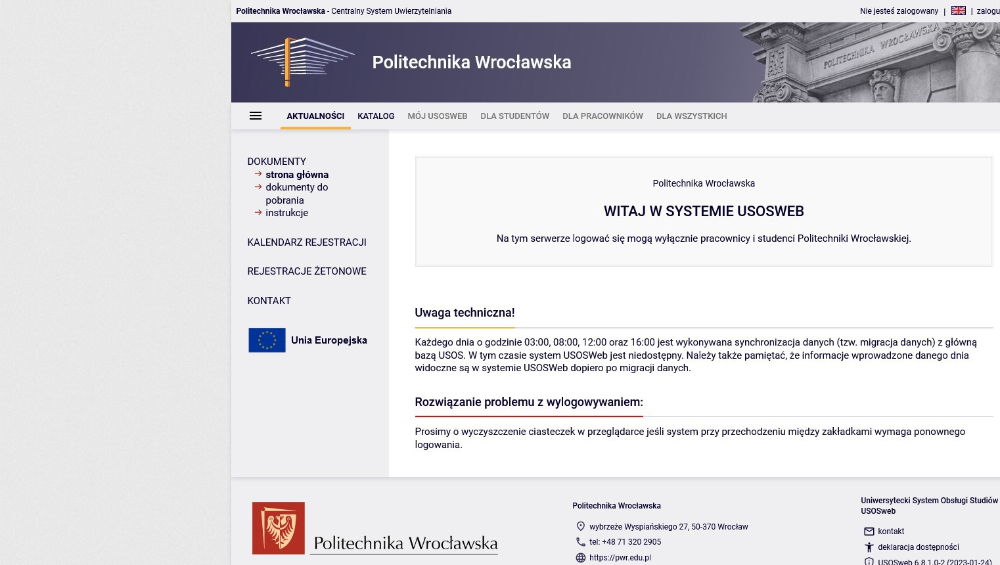 Politechnika Wrocławska - Centralny System Uwierzytelniania
Nie jesteś zalogowany | | zalogu
Politechnika Wrocławska
POLITECHNIKA WROCŁAWSKA
POLITECHNIKA WROCŁAWSKA
AKTUALNOŚCI KATALOG MÓJ USOSWEB DLA STUDENTÓW DLA PRACOWNIKÓW DLA WSZYSTKICH
DOKUMENTY
strona główna
dokumenty do
pobrania
instrukcje
KALENDARZ REJESTRACJI
REJESTRACJE ŻETONOWE
KONTAKT
Unia Europejska
Politechnika Wrocławska
WITAJ W SYSTEMIE USOSWEB
Na tym serwerze logować się mogą wyłącznie pracownicy i studenci Politechniki Wrocławskiej.
Uwaga techniczna!
Każdego dnia o godzinie 03:00, 08:00, 12:00 oraz 16:00 jest wykonywana synchronizacja danych (tzw. migracja danych) z główną
bazą USOS. W tym czasie system USOSWeb jest niedostępny. Należy także pamiętać, że informacje wprowadzone danego dnia
widoczne są w systemie USOSWeb dopiero po migracji danych.
Rozwiązanie problemu z wylogowywaniem:
Prosimy o wyczyszczenie ciasteczek w przeglądarce jeśli system przy przechodzeniu między zakładkami wymaga ponownego
logowania.
Politechnika Wrocławska
Politechnika Wrocławska
wybrzeże Wyspiańskiego 27, 50-370 Wrocław
tel: +48 71 320 2905
https://pwr.edu.pl
Uniwersytecki System Obsługi Studiów
USOSweb
kontakt
deklaracja dostępności
USOSweb 6.8.1.0-2 (2023-01-24)